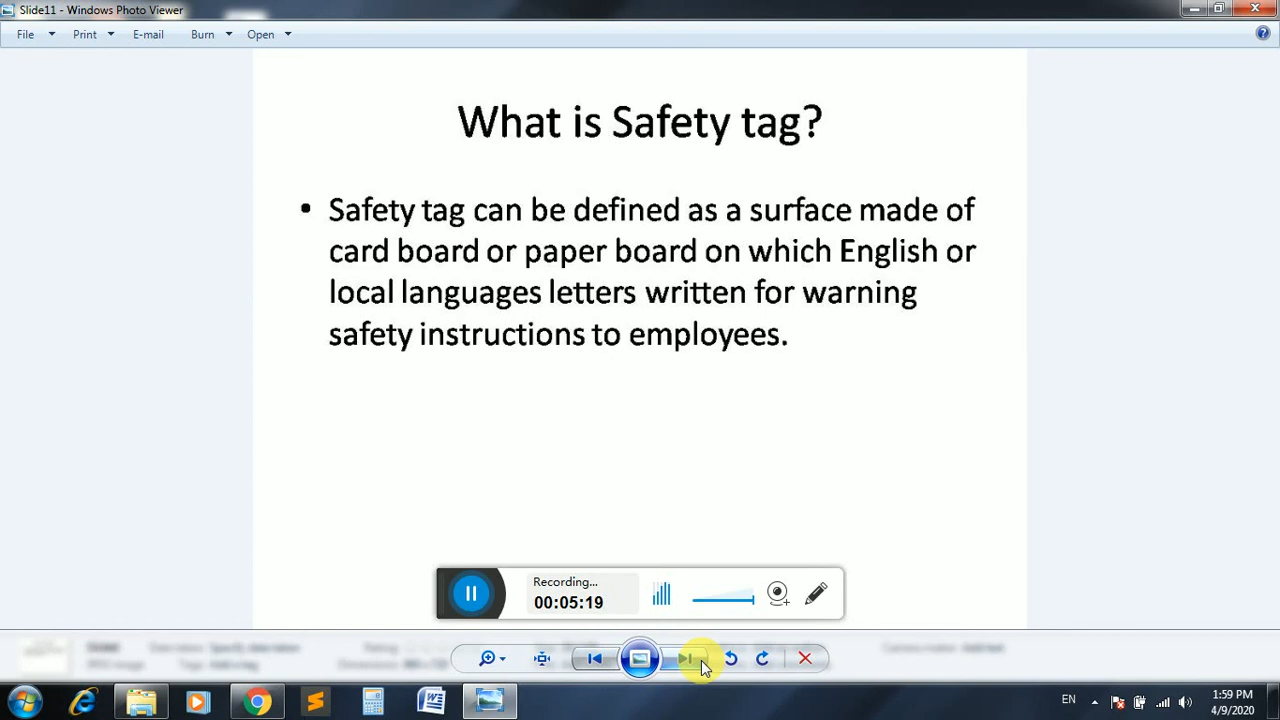 Slide11 - Windows Photo Viewer
File Print E-mail Burn Open
What is Safety tag?
• Safety tag can be defined as a surface made of
card board or paper board on which English or
local languages letters written for warning
safety instructions to employees.
Recording...
00:05:19
EN
1:59 PM
4/9/2020